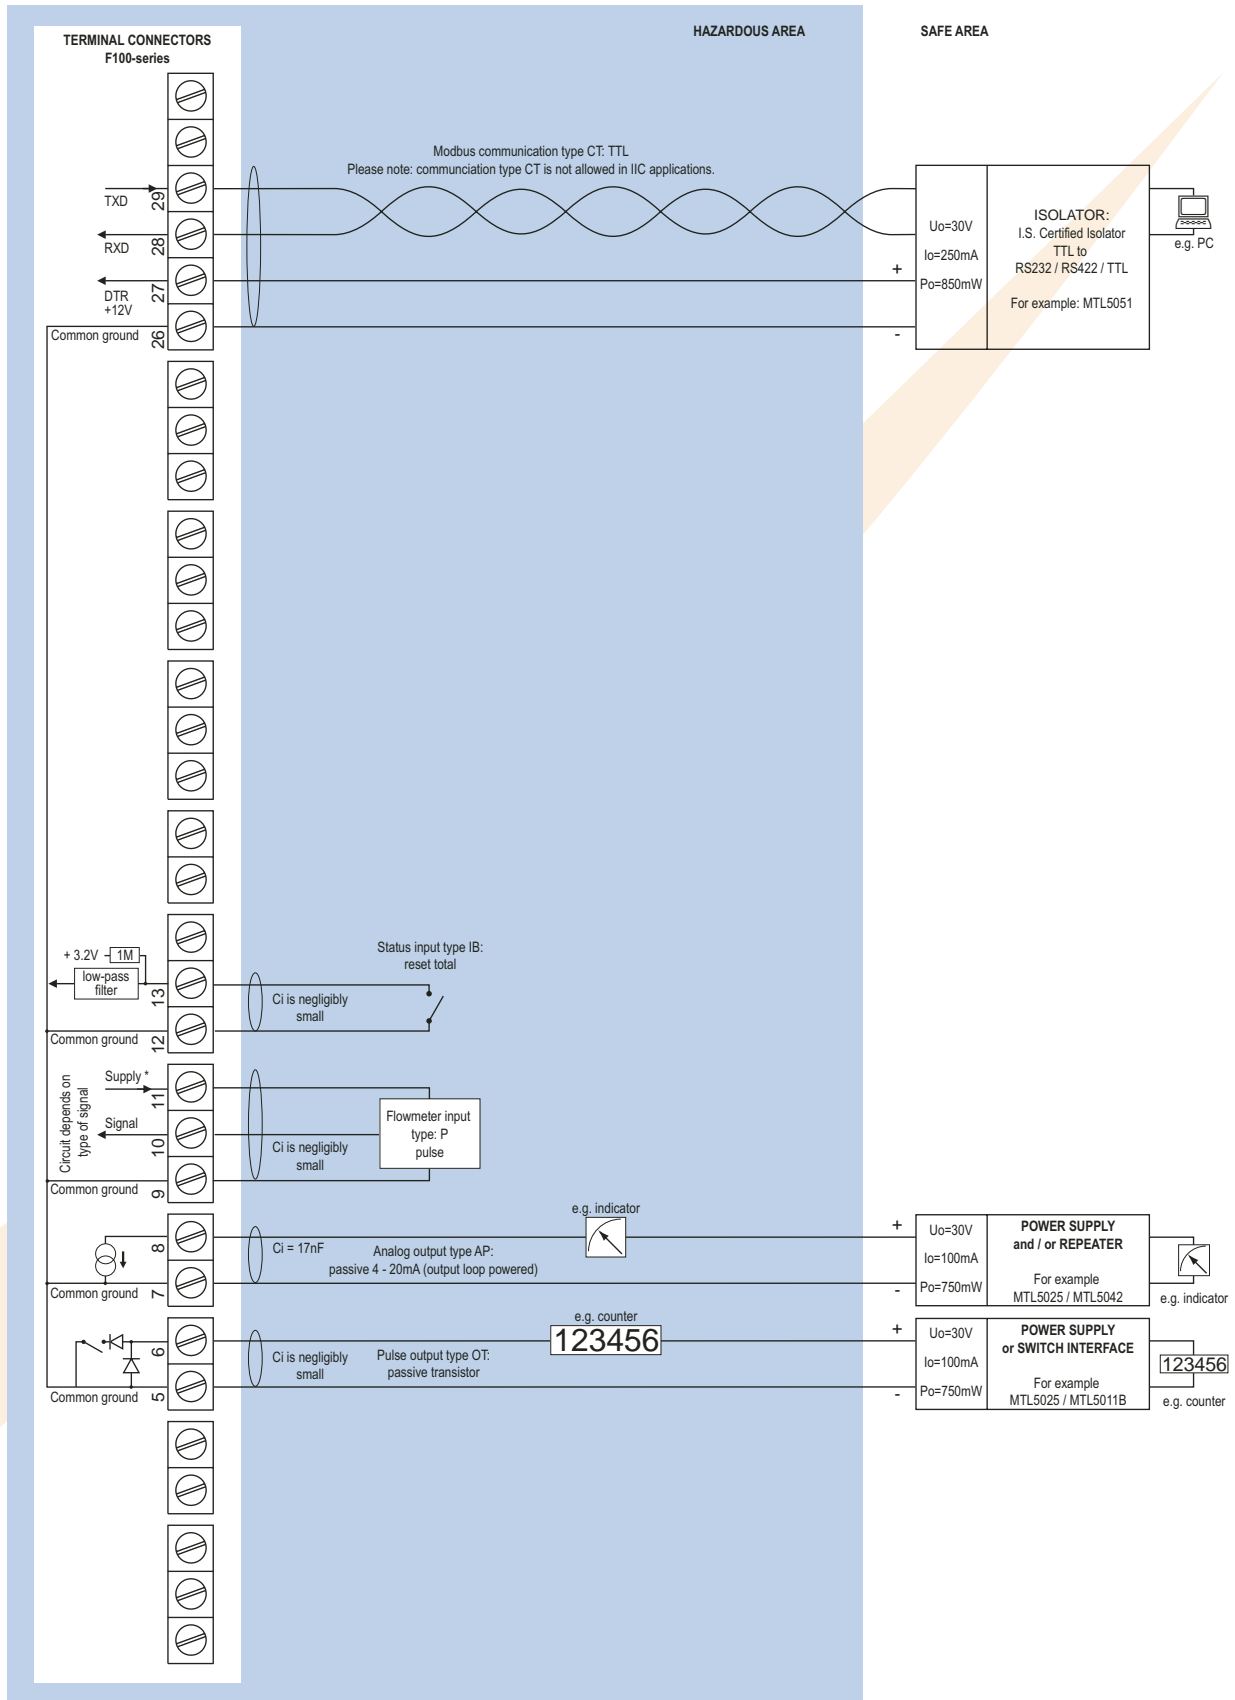 HAZARDOUS AREA
SAFE AREA
TERMINAL CONNECTORS
F100-series
Modbus communication type CT: TTL
Please note: communciation type CT is not allowed in IIC applications.
TXD
29
RXD
28
DTR
+12V
27
Common ground
26
+
-
Uo=30V
Io=250mA
Po=850mW
ISOLATOR:
I.S. Certified Isolator
TTL to
RS232 / RS422 / TTL
For example: MTL5051
e.g. PC
+ 3.2V
1M
low-pass
filter
13
Common ground
12
Ci is negligibly
small
Status input type IB:
reset total
Circuit depends on
type of signal
Supply *
11
Signal
10
Common ground
9
Ci is negligibly
small
Flowmeter input
type: P
pulse
8
Common ground
7
Ci = 17nF
Analog output type AP:
passive 4 - 20mA (output loop powered)
e.g. indicator
+
-
Uo=30V
Io=100mA
Po=750mW
POWER SUPPLY
and / or REPEATER
For example
MTL5025 / MTL5042
e.g. indicator
6
Common ground
5
Ci is negligibly
small
Pulse output type OT:
passive transistor
e.g. counter
123456
+
-
Uo=30V
Io=100mA
Po=750mW
POWER SUPPLY
or SWITCH INTERFACE
For example
MTL5025 / MTL5011B
123456
e.g. counter